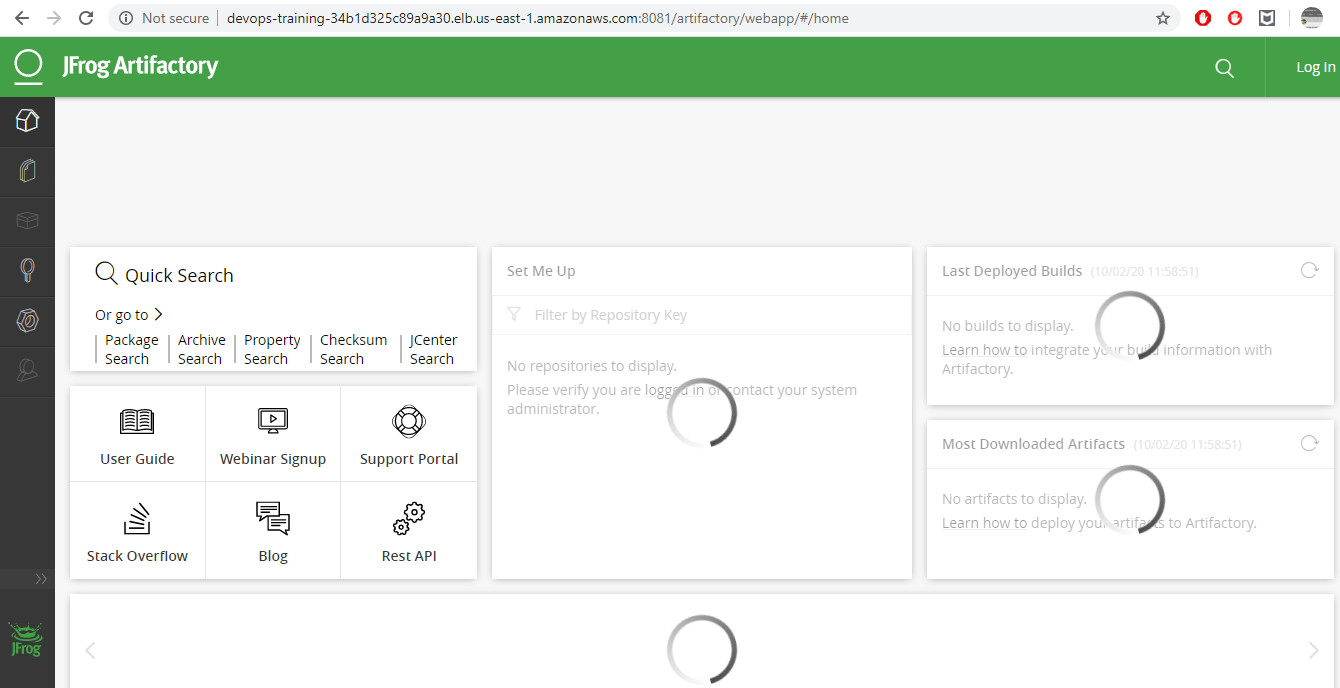 Not secure
devops-training-34b1d325c89a9a30.elb.us-east-1.amazonaws.com:8081/artifactory/webapp/#/home
JFrog Artifactory
Log In
Quick Search
Or go to
Package Search
Archive Search
Property Search
Checksum Search
JCenter Search
User Guide
Webinar Signup
Support Portal
Stack Overflow
Blog
Rest API
Set Me Up
Filter by Repository Key
No repositories to display.
Please verify you are logged in or contact your system
administrator.
Last Deployed Builds (10/02/20 11:58:51)
No builds to display.
Learn how to integrate your build information with
Artifactory.
Most Downloaded Artifacts (10/02/20 11:58:51)
No artifacts to display.
Learn how to deploy your artifacts to Artifactory.
JFrog